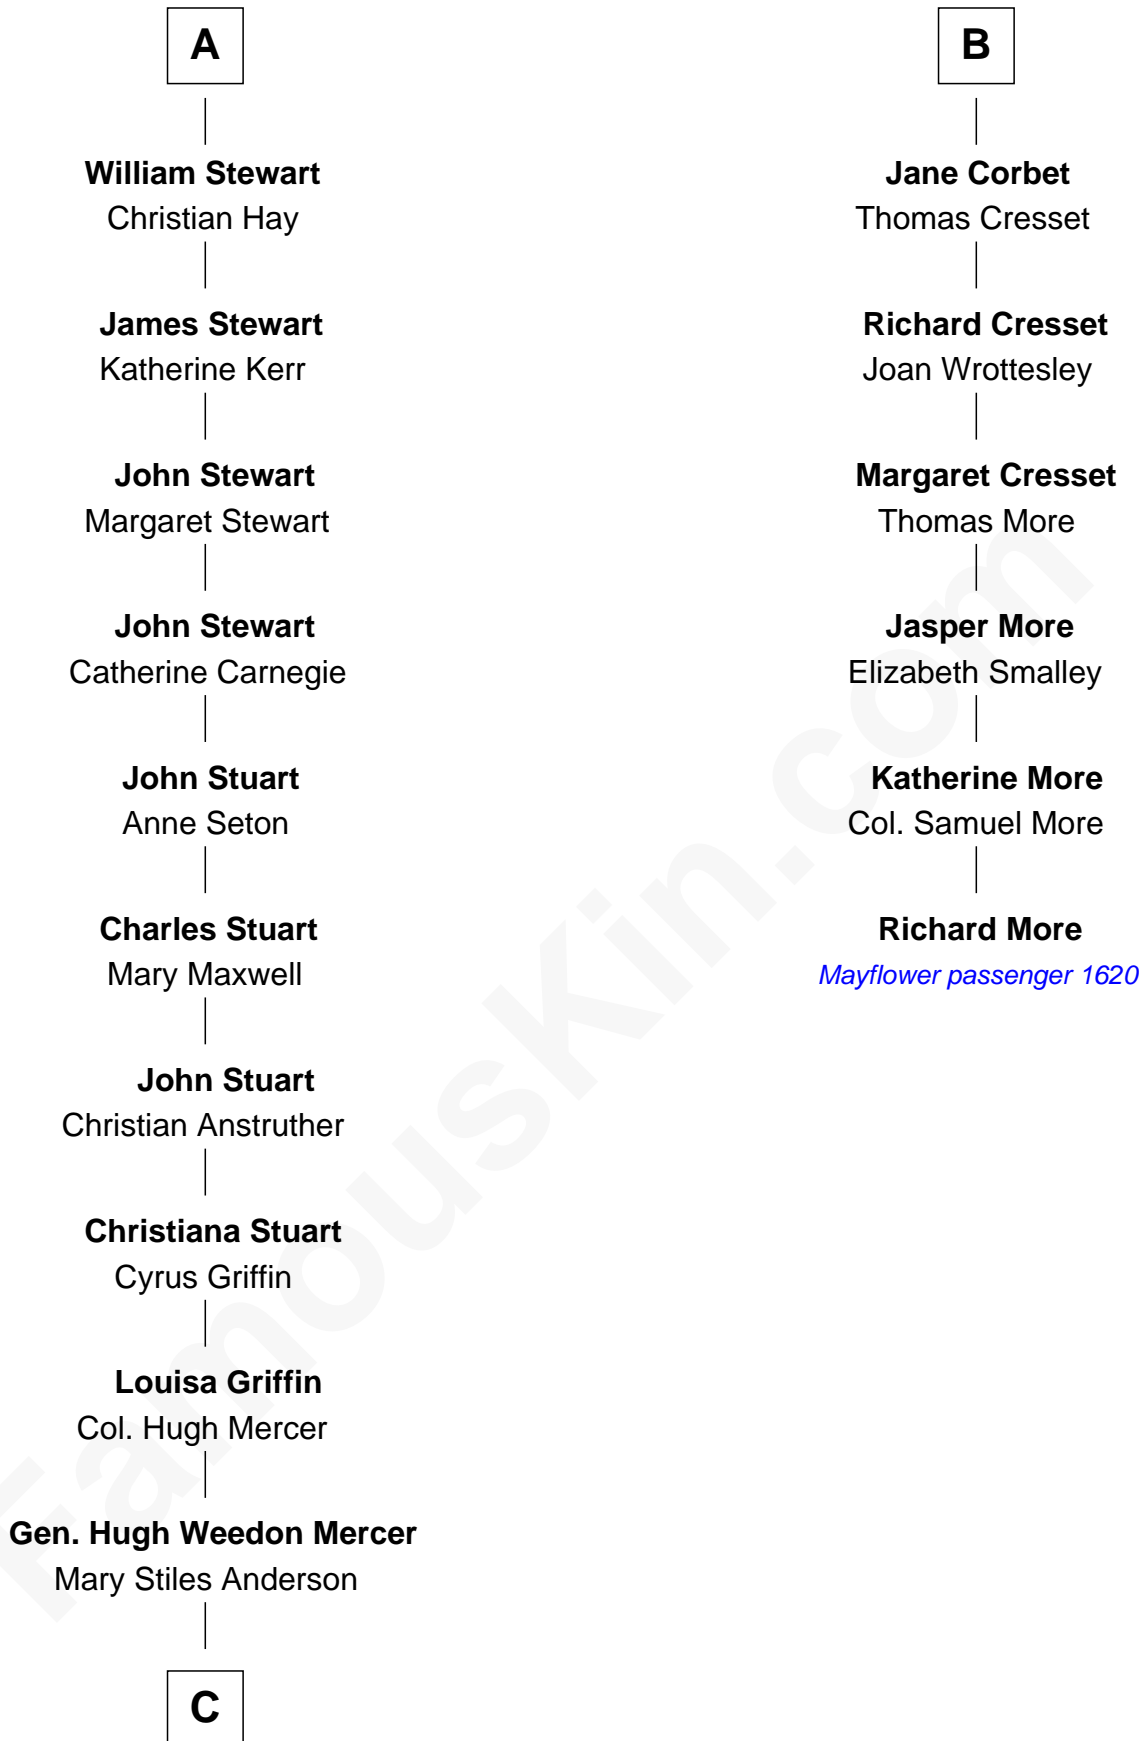 A
William Stewart
Christian Hay
James Stewart
Katherine Kerr
John Stewart
Margaret Stewart
John Stewart
Catherine Carnegie
John Stuart
Anne Seton
Charles Stuart
Mary Maxwell
John Stuart
Christian Anstruther
Christiana Stuart
Cyrus Griffin
Louisa Griffin
Col. Hugh Mercer
Gen. Hugh Weedon Mercer
Mary Stiles Anderson
C
B
Jane Corbet
Thomas Cresset
Richard Cresset
Joan Wrottesley
Margaret Cresset
Thomas More
Jasper More
Elizabeth Smalley
Katherine More
Col. Samuel More
Richard More
Mayflower passenger 1620
FamousKin.com